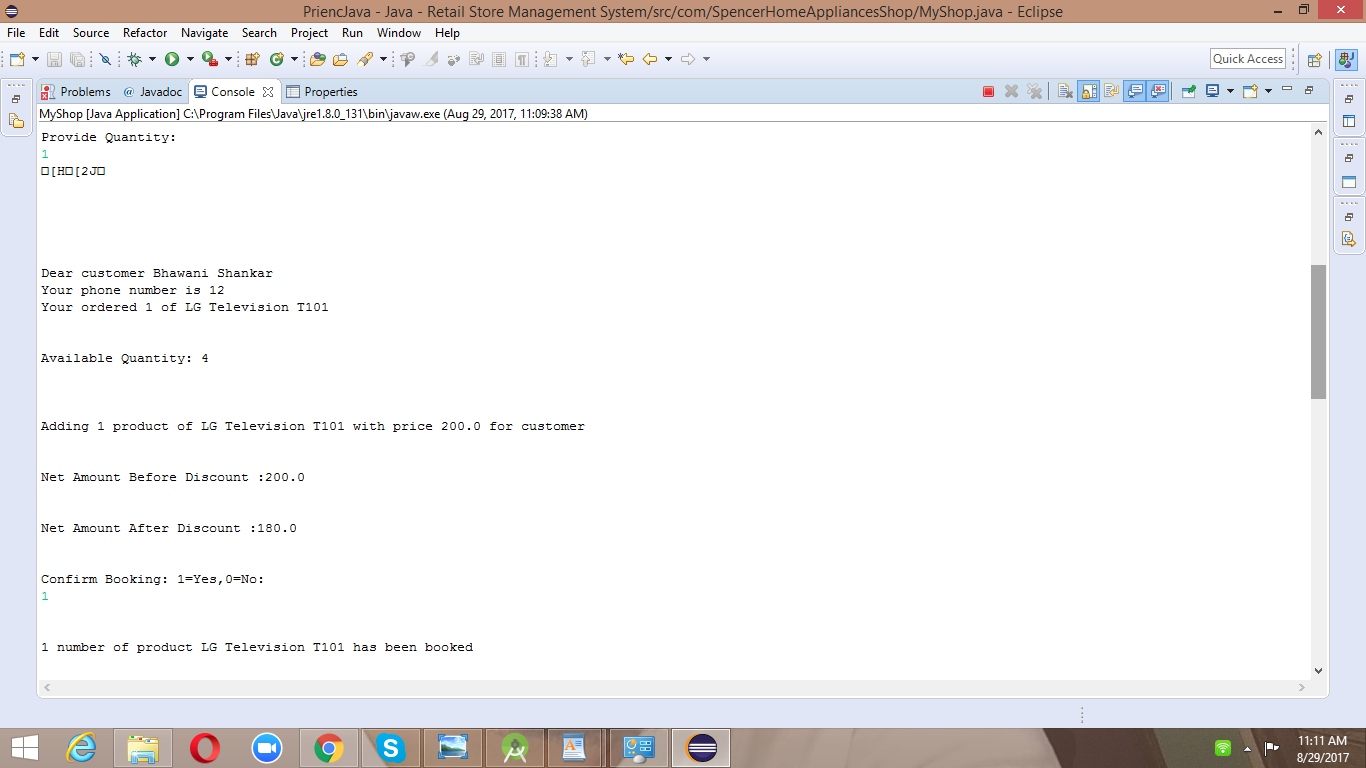 PriencJava - Java - Retail Store Management System/src/com/SpencerHomeAppliancesShop/MyShop.java - Eclipse
File Edit Source Refactor Navigate Search Project Run Window Help
Quick Access
Problems @ Javadoc Console Properties
MyShop [Java Application] C:\Program Files\Java\jre1.8.0_131\bin\javaw.exe (Aug 29, 2017, 11:09:38 AM)
Provide Quantity:
1
□[H□[2J□
Dear customer Bhawani Shankar
Your phone number is 12
Your ordered 1 of LG Television T101
Available Quantity: 4
Adding 1 product of LG Television T101 with price 200.0 for customer
Net Amount Before Discount :200.0
Net Amount After Discount :180.0
Confirm Booking: 1=Yes,0=No:
1
1 number of product LG Television T101 has been booked
11:11 AM
8/29/2017